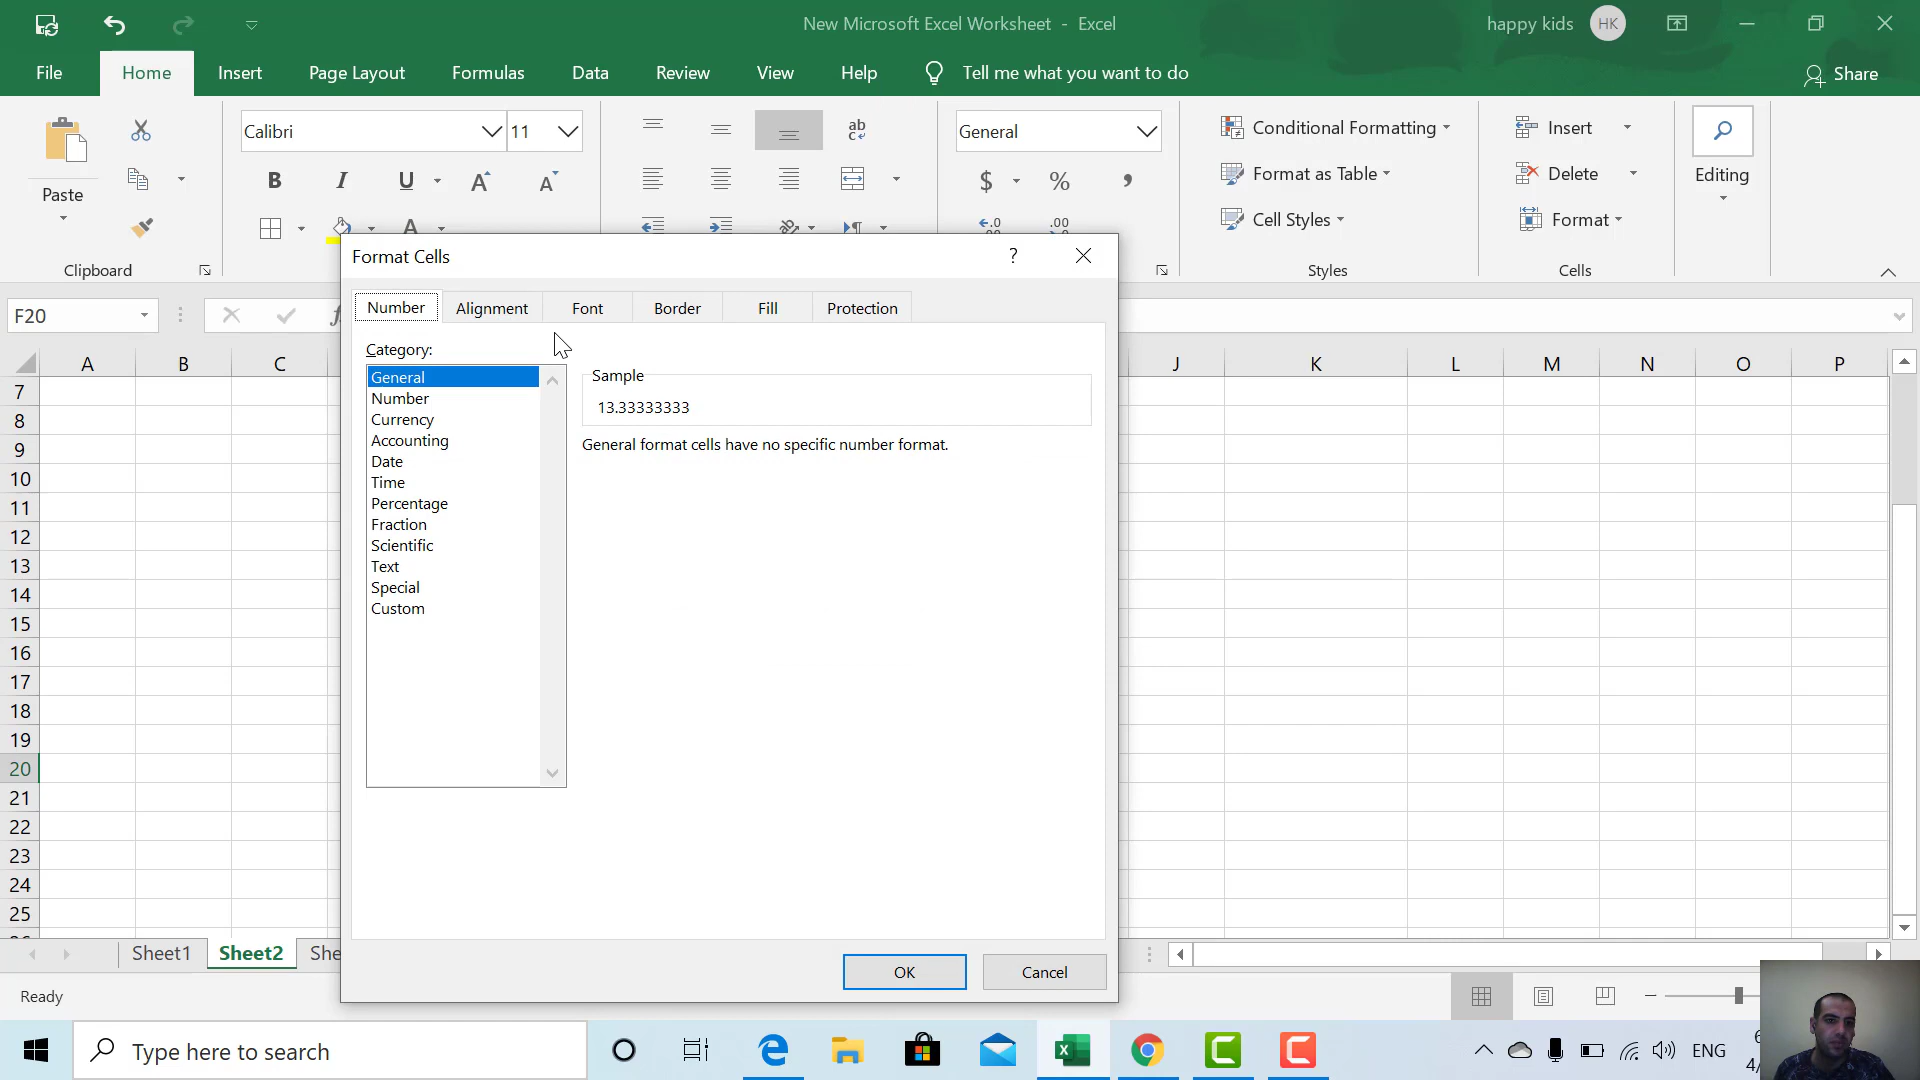 New Microsoft Excel Worksheet - Excel
happy kids HK
File Home Insert Page Layout Formulas Data Review View Help Tell me what you want to do Share
Calibri 11 ab General Conditional Formatting Insert
Paste B I U A A $ % , Format as Table Delete Editing
A Cell Styles Format
Clipboard Styles Cells
Format Cells ?
F20
Number Alignment Font Border Fill Protection
A B C J K L M N O P
Category:
General
Number
Currency
Accounting
Date
Time
Percentage
Fraction
Scientific
Text
Special
Custom
Sample
13.33333333
General format cells have no specific number format.
7
8
9
10
11
12
13
14
15
16
17
18
19
20
21
22
23
24
25
Sheet1 Sheet2 She
OK Cancel
Ready
Type here to search
ENG